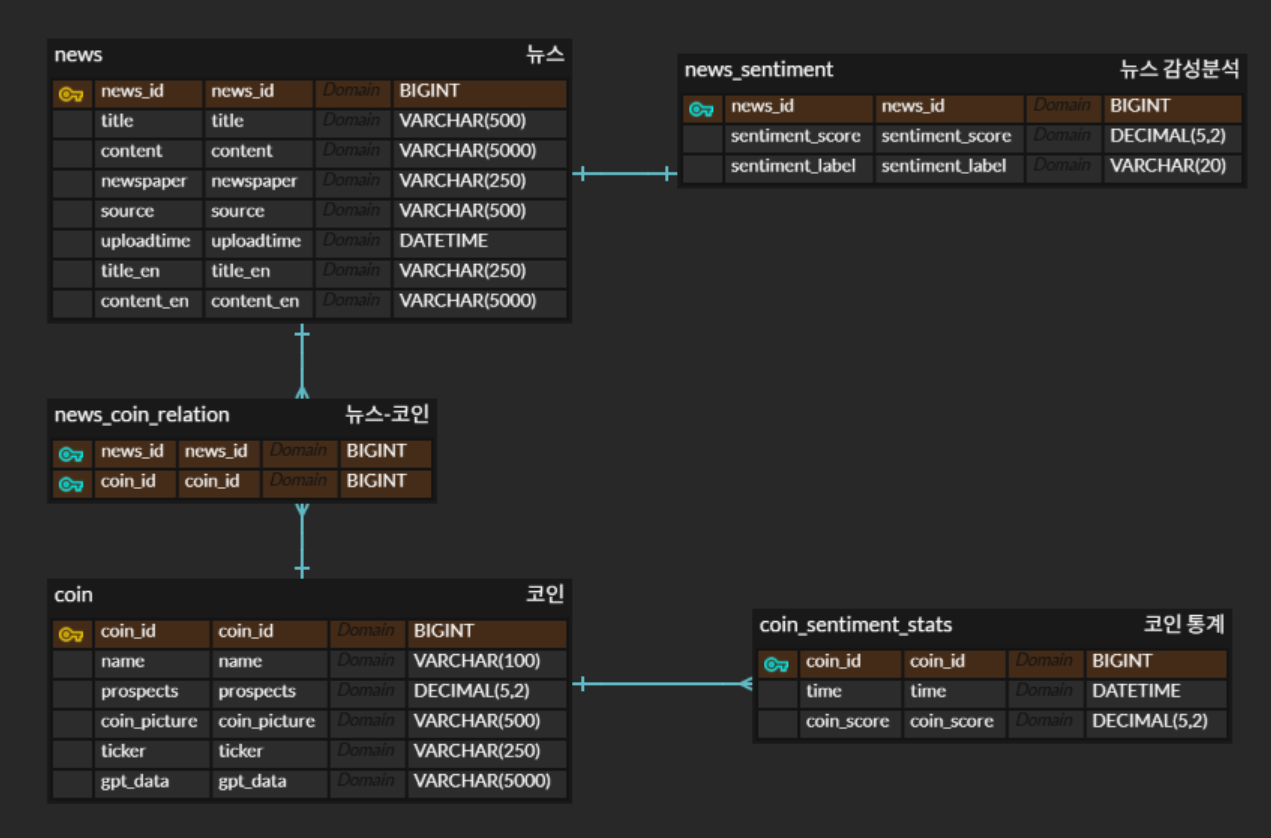 news 뉴스
news_id news_id Domain BIGINT
title title Domain VARCHAR(500)
content content Domain VARCHAR(5000)
newspaper newspaper Domain VARCHAR(250)
source source Domain VARCHAR(500)
uploadtime uploadtime Domain DATETIME
title_en title_en Domain VARCHAR(250)
content_en content_en Domain VARCHAR(5000)
news_sentiment 뉴스 감성분석
news_id news_id Domain BIGINT
sentiment_score sentiment_score Domain DECIMAL(5,2)
sentiment_label sentiment_label Domain VARCHAR(20)
news_coin_relation 뉴스-코인
news_id news_id Domain BIGINT
coin_id coin_id Domain BIGINT
coin 코인
coin_id coin_id Domain BIGINT
name name Domain VARCHAR(100)
prospects prospects Domain DECIMAL(5,2)
coin_picture coin_picture Domain VARCHAR(500)
ticker ticker Domain VARCHAR(250)
gpt_data gpt_data Domain VARCHAR(5000)
coin_sentiment_stats 코인 통계
coin_id coin_id Domain BIGINT
time time Domain DATETIME
coin_score coin_score Domain DECIMAL(5,2)